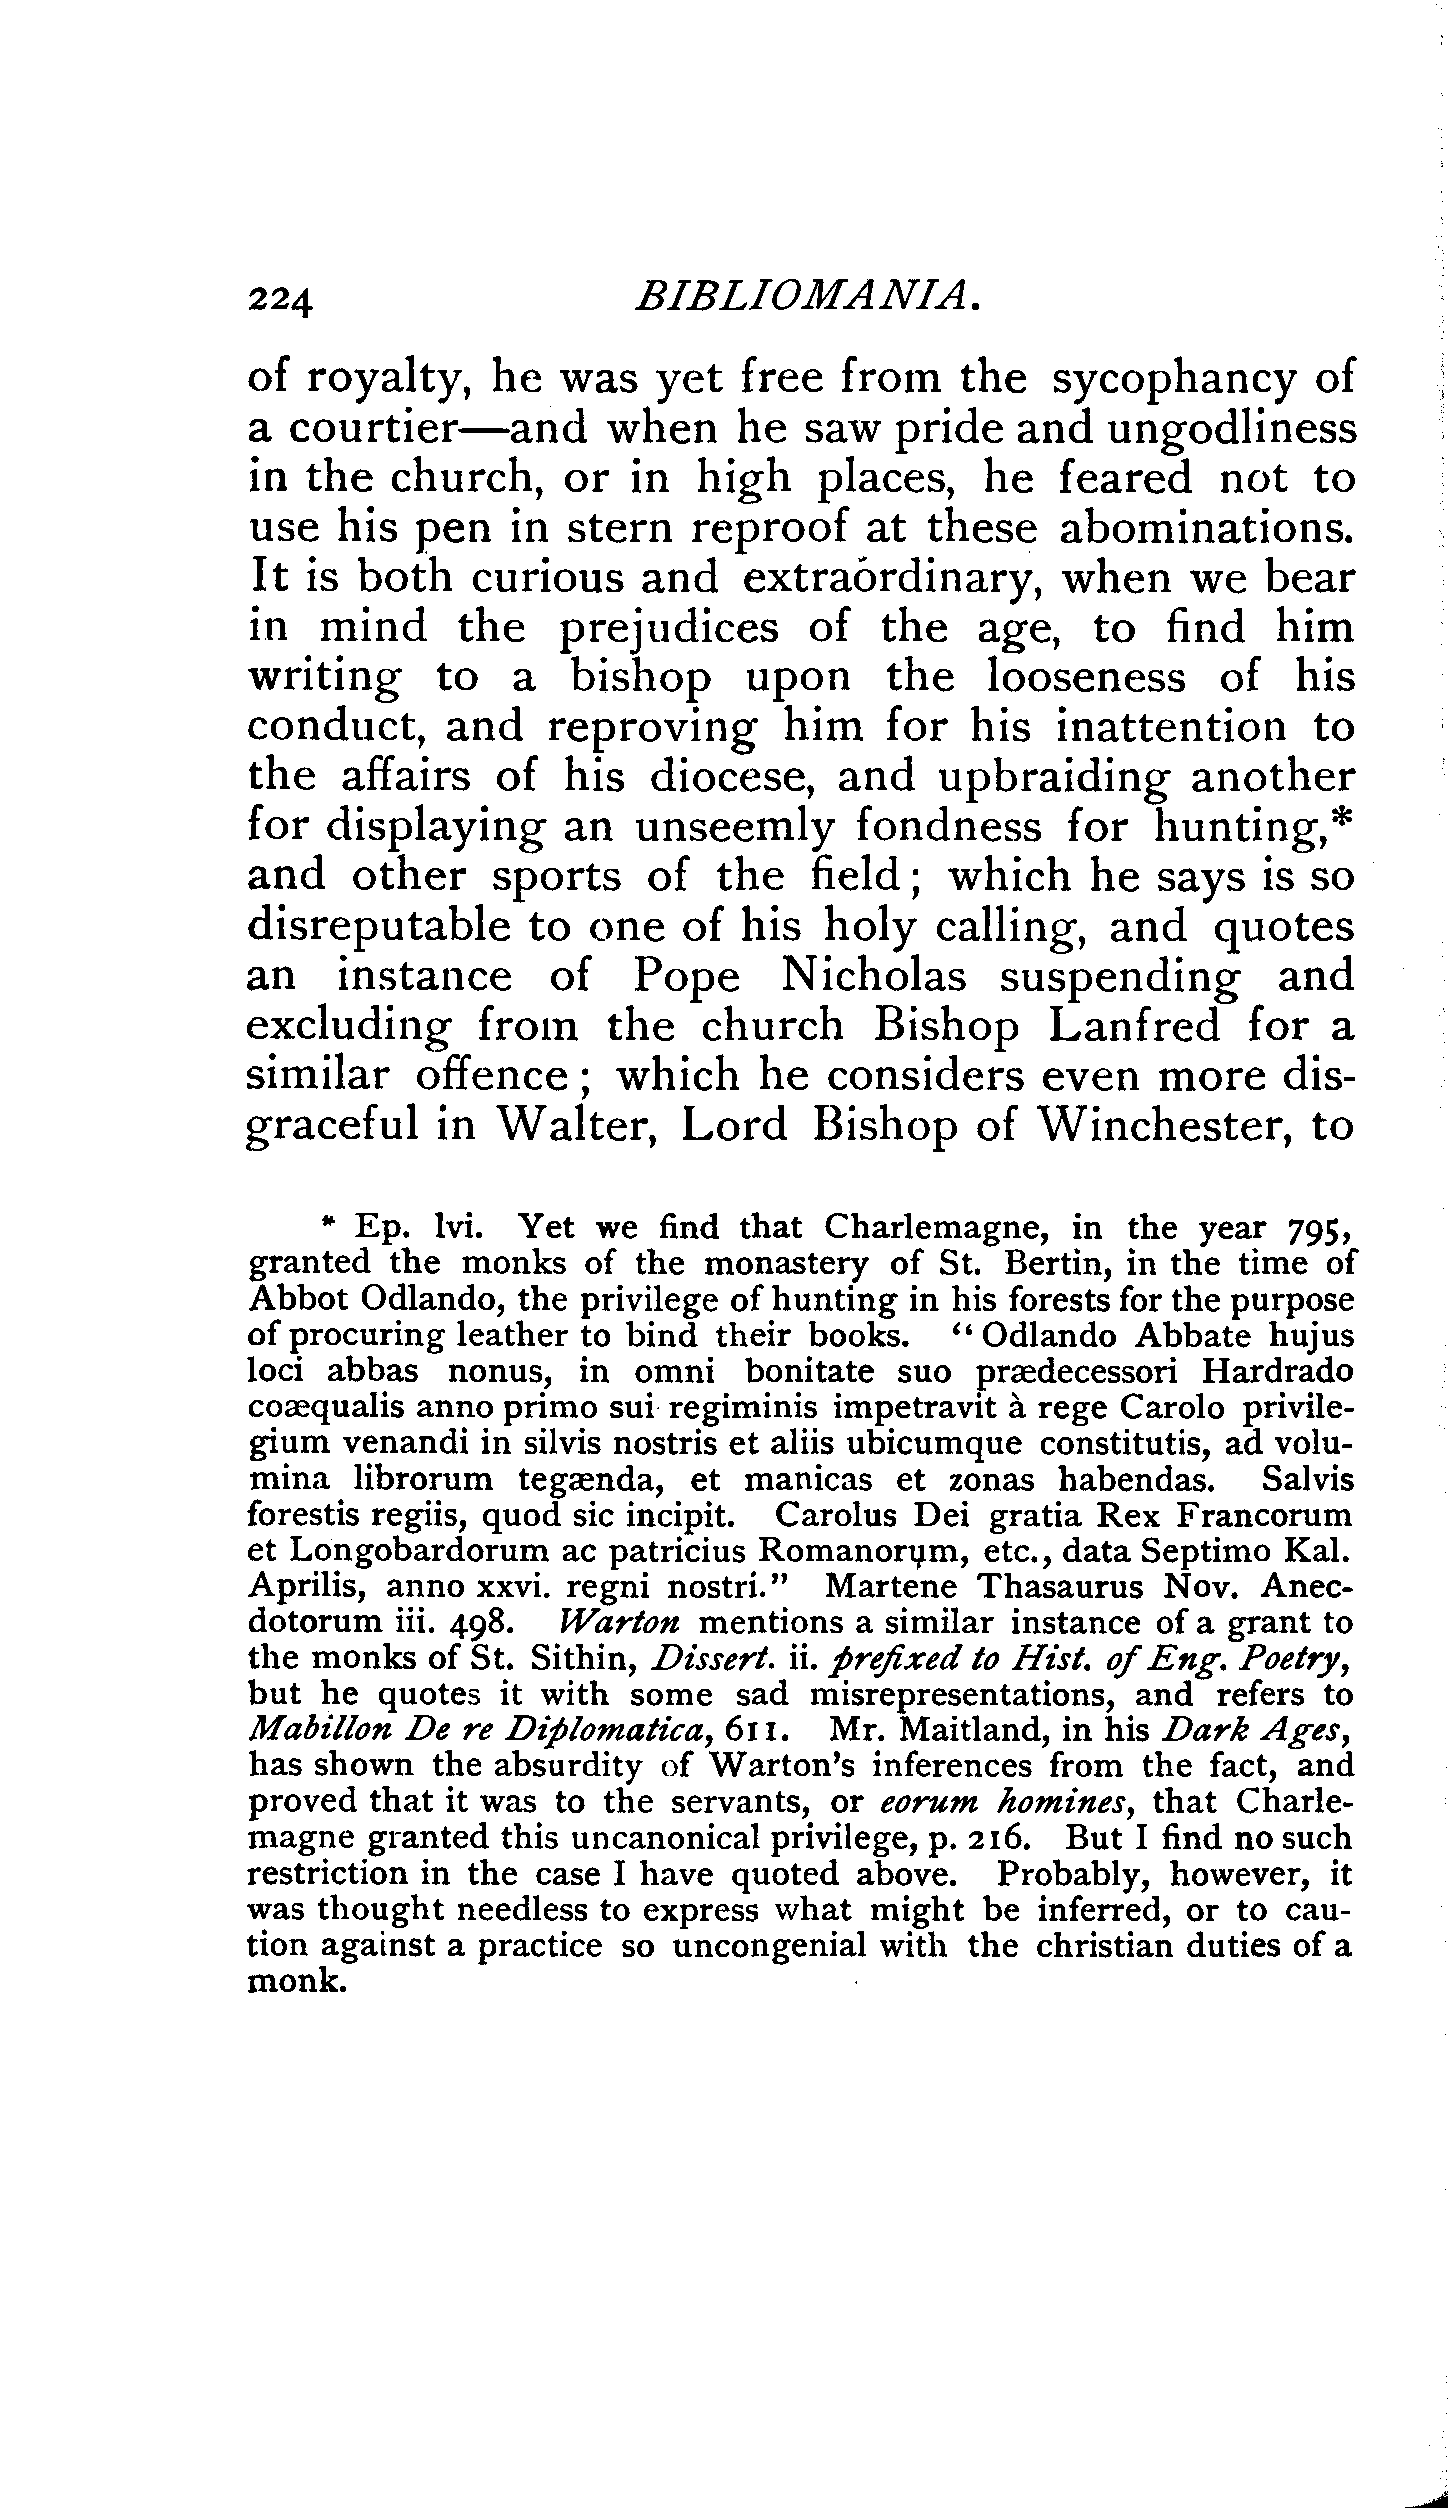 224 BIBLIOMANIA.
of royalty, he was yet free from the sycophancy of
a courtier—and when he saw pride and ungodliness
in the church, or in high places, he feared not to
use his pen in stern reproof at these abominations.
It is both curious and extraördinary, when we bear
in mind the prejudices of the age, to find him
writing to a bishop upon the looseness of his
conduct, and reproving him for his inattention to
the affairs of his diocese, and upbraiding another
for displaying an unseemly fondness for hunting,*
and other sports of the field; which he says is so
disreputable to one of his holy calling, and quotes
an instance of Pope Nicholas suspending and
excluding from the church Bishop Lanfred for a
similar offence; which he considers even more dis-
graceful in Walter, Lord Bishop of Winchester, to
* Ep. lvi. Yet we find that Charlemagne, in the year 795,
granted the monks of the monastery of St. Bertin, in the time of
Abbot Odlando, the privilege of hunting in his forests for the purpose
of procuring leather to bind their books. "Odlando Abbate hujus
loci abbas nonus, in omni bonitate suo prædecessori Hardrado
coæqualis anno primo sui regiminis impetravit à rege Carolo privile-
gium venandi in silvis nostris et aliis ubicumque constitutis, ad volu-
mina librorum tegænda, et manicas et zonas habendas. Salvis
forestis regiis, quod sic incipit. Carolus Dei gratia Rex Francorum
et Longobardorum ac patricius Romanorum, etc., data Septimo Kal.
Aprilis, anno xxvi. regni nostri." Martene Thasaurus Nov. Anec-
dotorum iii. 498. Warton mentions a similar instance of a grant to
the monks of St. Sithin, Dissert. ii. prefixed to Hist. of Eng. Poetry,
but he quotes it with some sad misrepresentations, and refers to
Mabillon De re Diplomatica, 611. Mr. Maitland, in his Dark Ages,
has shown the absurdity of Warton's inferences from the fact, and
proved that it was to the servants, or eorum homines, that Charle-
magne granted this uncanonical privilege, p. 216. But I find no such
restriction in the case I have quoted above. Probably, however, it
was thought needless to express what might be inferred, or to cau-
tion against a practice so uncongenial with the christian duties of a
monk.